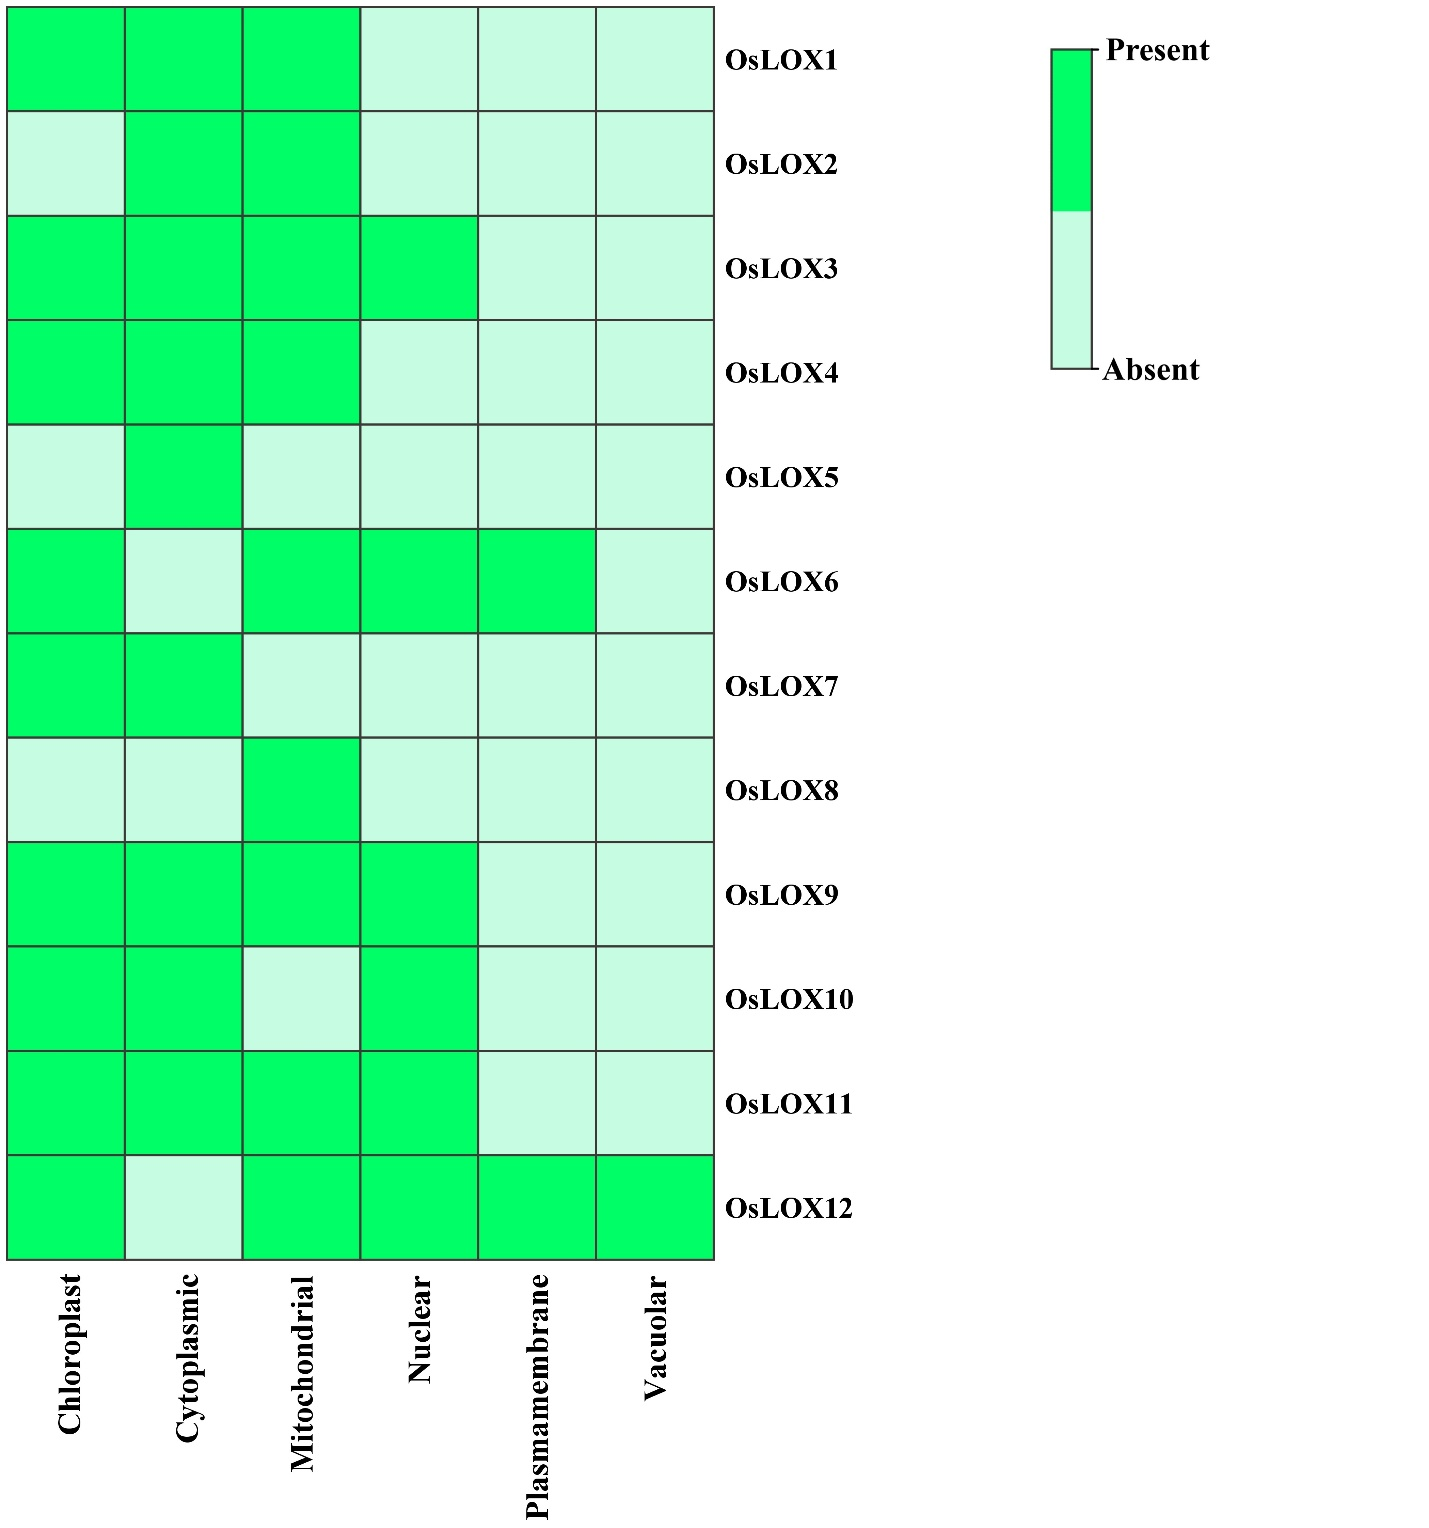 Present
Absent
OsLOX1
OsLOX2
OsLOX3
OsLOX4
OsLOX5
OsLOX6
OsLOX7
OsLOX8
OsLOX9
OsLOX10
OsLOX11
OsLOX12
Chloroplast
Cytoplasmic
Mitochondrial
Nuclear
Plasmamembrane
Vacuolar